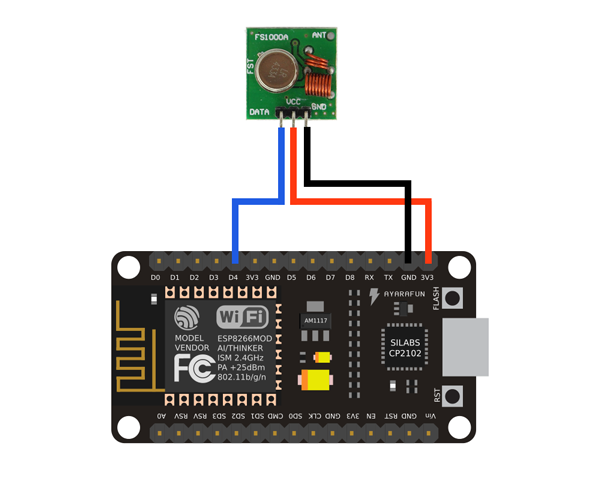 FS1000A
ANT
FST
VCC
DATA
GND
D0 D1 D2 D3 D4 3V3 GND D5 D6 D7 D8 RX TX GND 3V3
AYARAFUN
FLASH
WiFi
MODEL
VENDOR
ESP8266MOD
AI/THINKER
ISM 2.4GHz
PA +25dBm
802.11b/g/n
FC
AM1117
SILABS
CP2102
RST
A0 RSV RSV SD3 SD2 SD1 CMD SD0 CLK GND 3V3 EN RST GND Vin